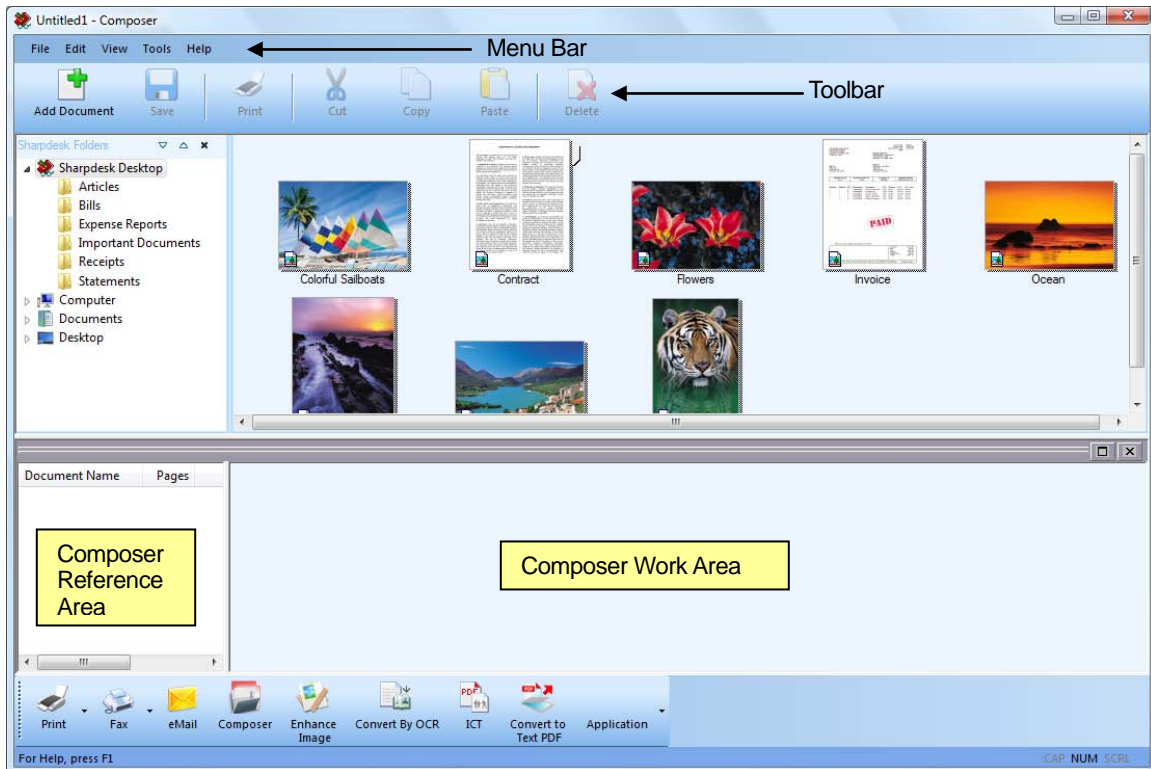 Untitled1 - Composer
File Edit View Tools Help
Menu Bar
Add Document Save Print Cut Copy Paste Delete
Toolbar
Sharpdesk Folders
Sharpdesk Desktop
Articles
Bills
Expense Reports
Important Documents
Receipts
Statements
Computer
Documents
Desktop
PAID
Colorful Sailboats Contract Flowers Invoice Ocean
Document Name Pages
Composer
Reference
Area
Composer Work Area
Print Fax eMail Composer Enhance Image Convert By OCR ICT Convert to Text PDF Application
For Help, press F1
CAP NUM SCRL